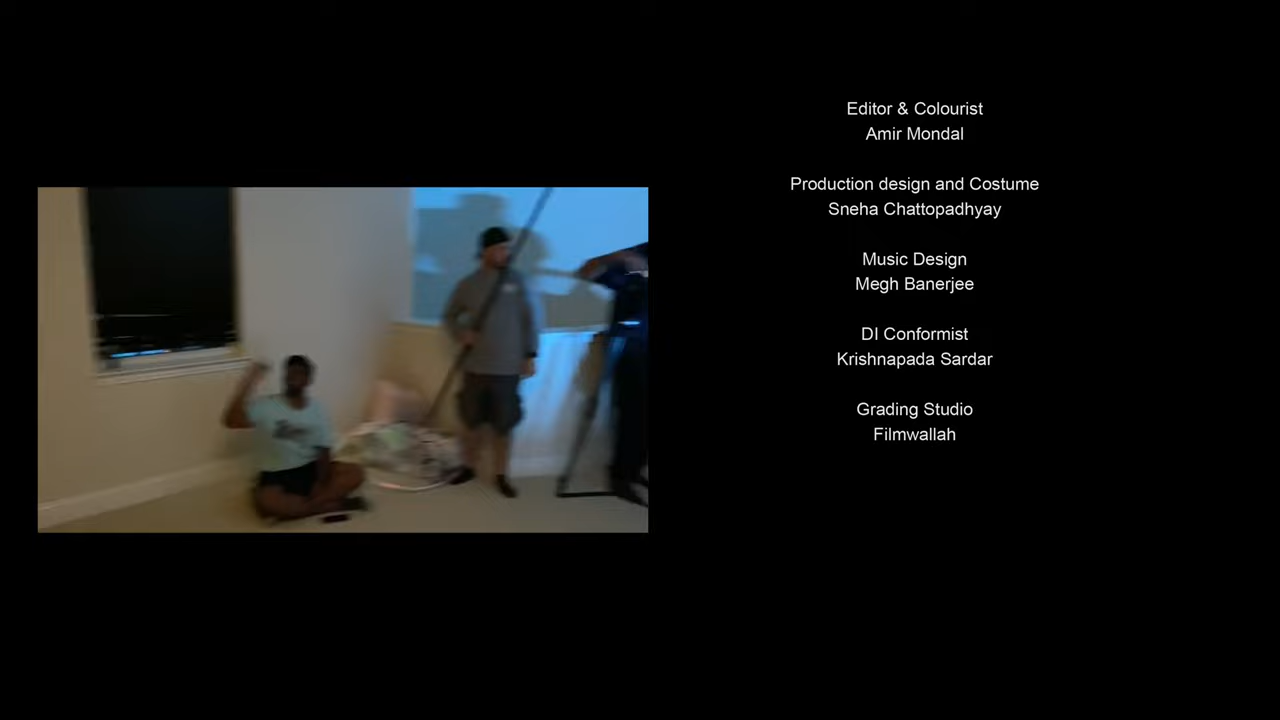 Editor & Colourist
Amir Mondal
Production design and Costume
Sneha Chattopadhyay
Music Design
Megh Banerjee
DI Conformist
Krishnapada Sardar
Grading Studio
Filmwallah